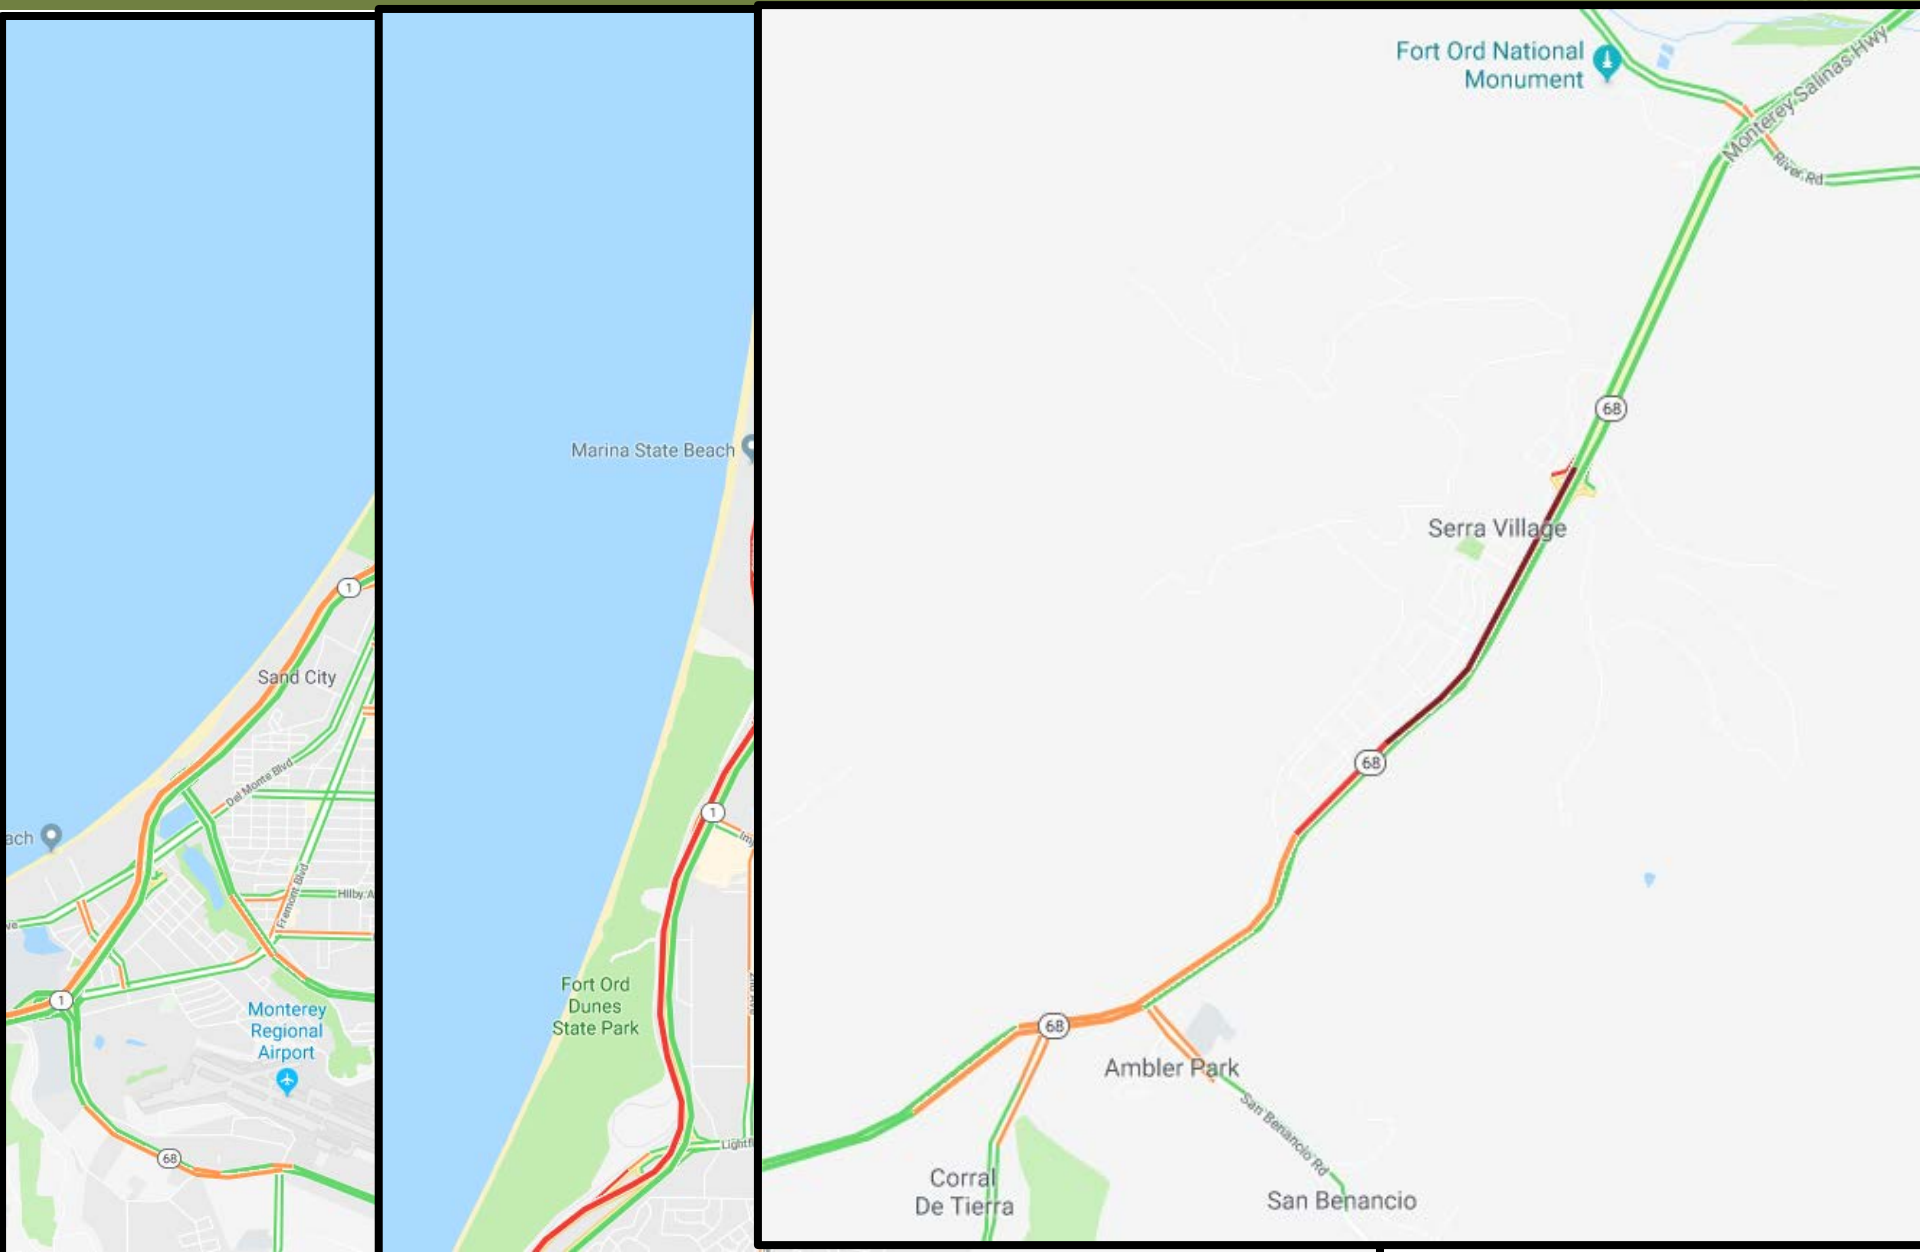 1
Sand City
Del Monte Blvd
ach
Fremont Blvd
Hilby A
ve
1
Monterey
Regional
Airport
68
Marina State Beach
1
Fort Ord
Dunes
State Park
Lightf
Fort Ord National
Monument
Monterey Salinas Hwy
River Rd
68
Serra Village
68
68
Ambler Park
San Benancio Rd
Corral
De Tierra
San Benancio